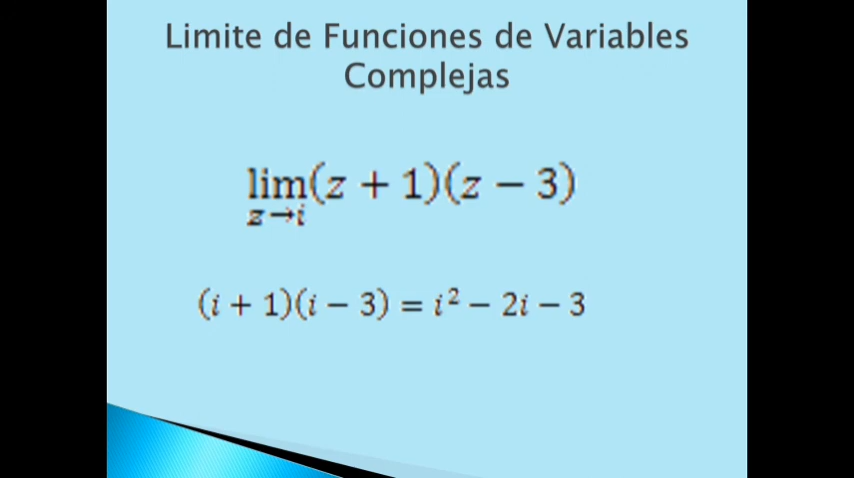 Limite de Funciones de Variables
Complejas
lim(z + 1)(z − 3)
z→i
(i + 1)(i − 3) = i² − 2i − 3